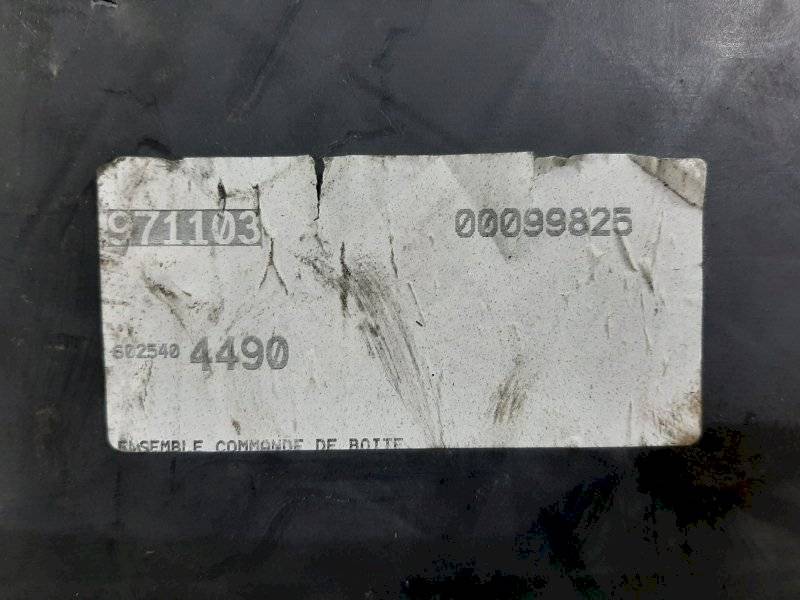 971103 00099825
602540 4490
ENSEMBLE COMMANDE DE BOITE